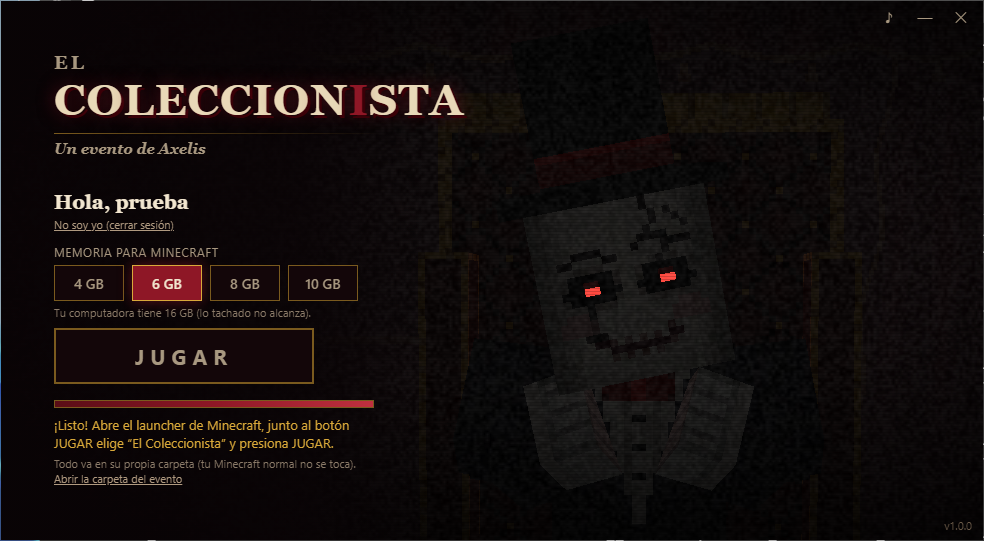 EL
COLECCIONISTA
Un evento de Axelis
Hola, prueba
No soy yo (cerrar sesión)
MEMORIA PARA MINECRAFT
4 GB
6 GB
8 GB
10 GB
Tu computadora tiene 16 GB (lo tachado no alcanza).
JUGAR
¡Listo! Abre el launcher de Minecraft, junto al botón
JUGAR elige “El Coleccionista” y presiona JUGAR.
Todo va en su propia carpeta (tu Minecraft normal no se toca).
Abrir la carpeta del evento
v1.0.0